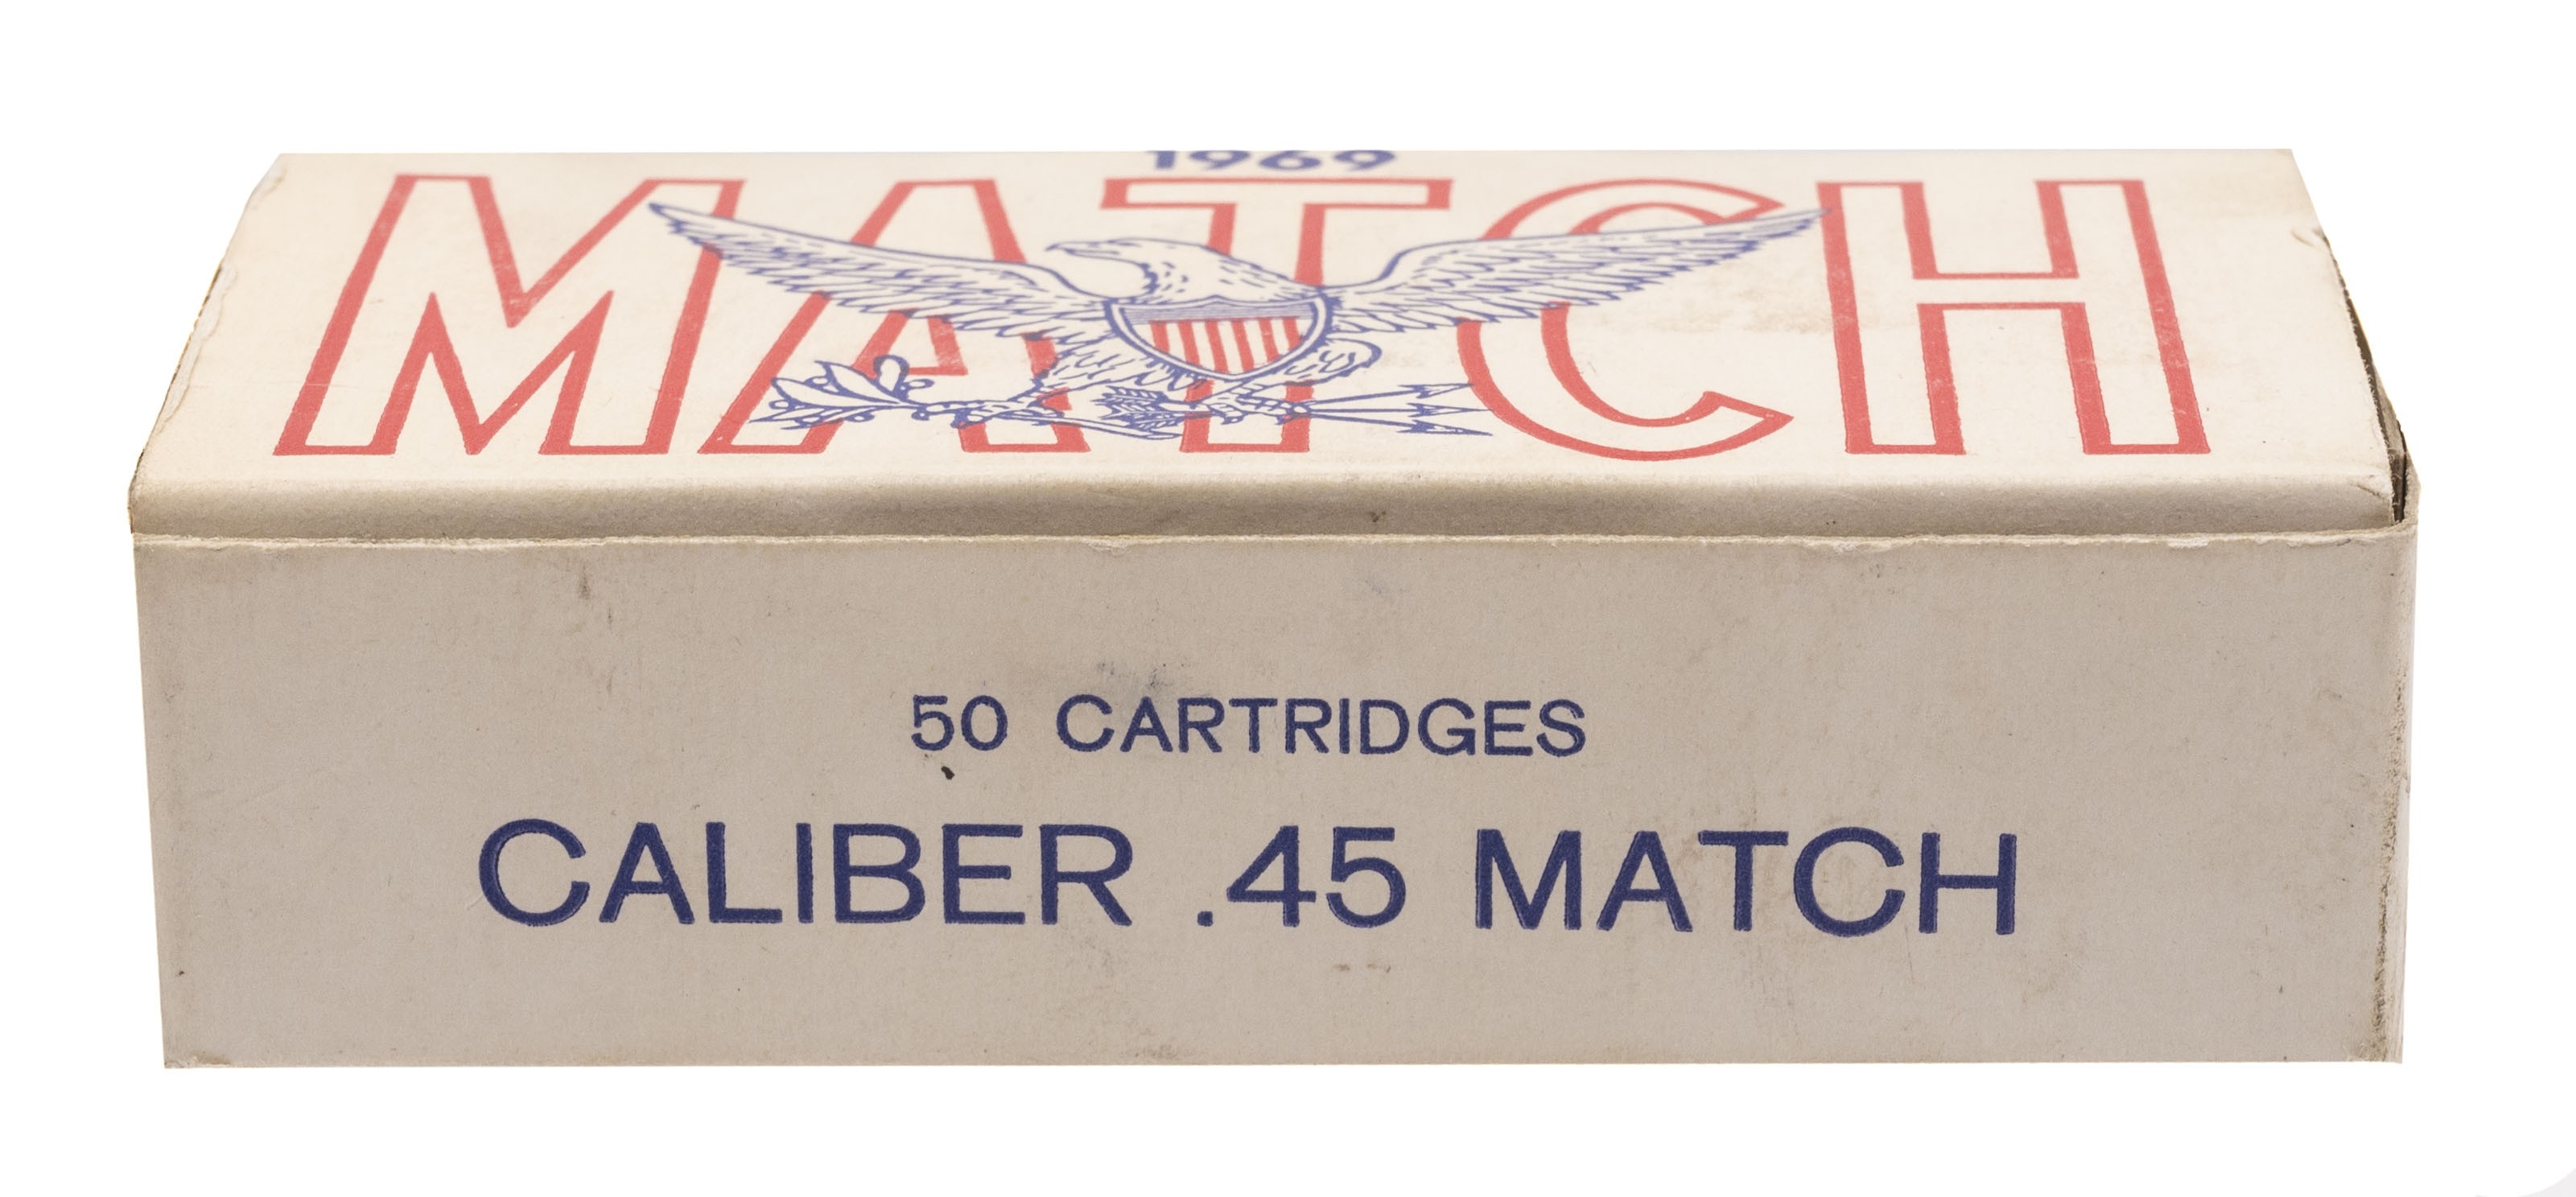 1969
MATCH
50 CARTRIDGES
CALIBER .45 MATCH